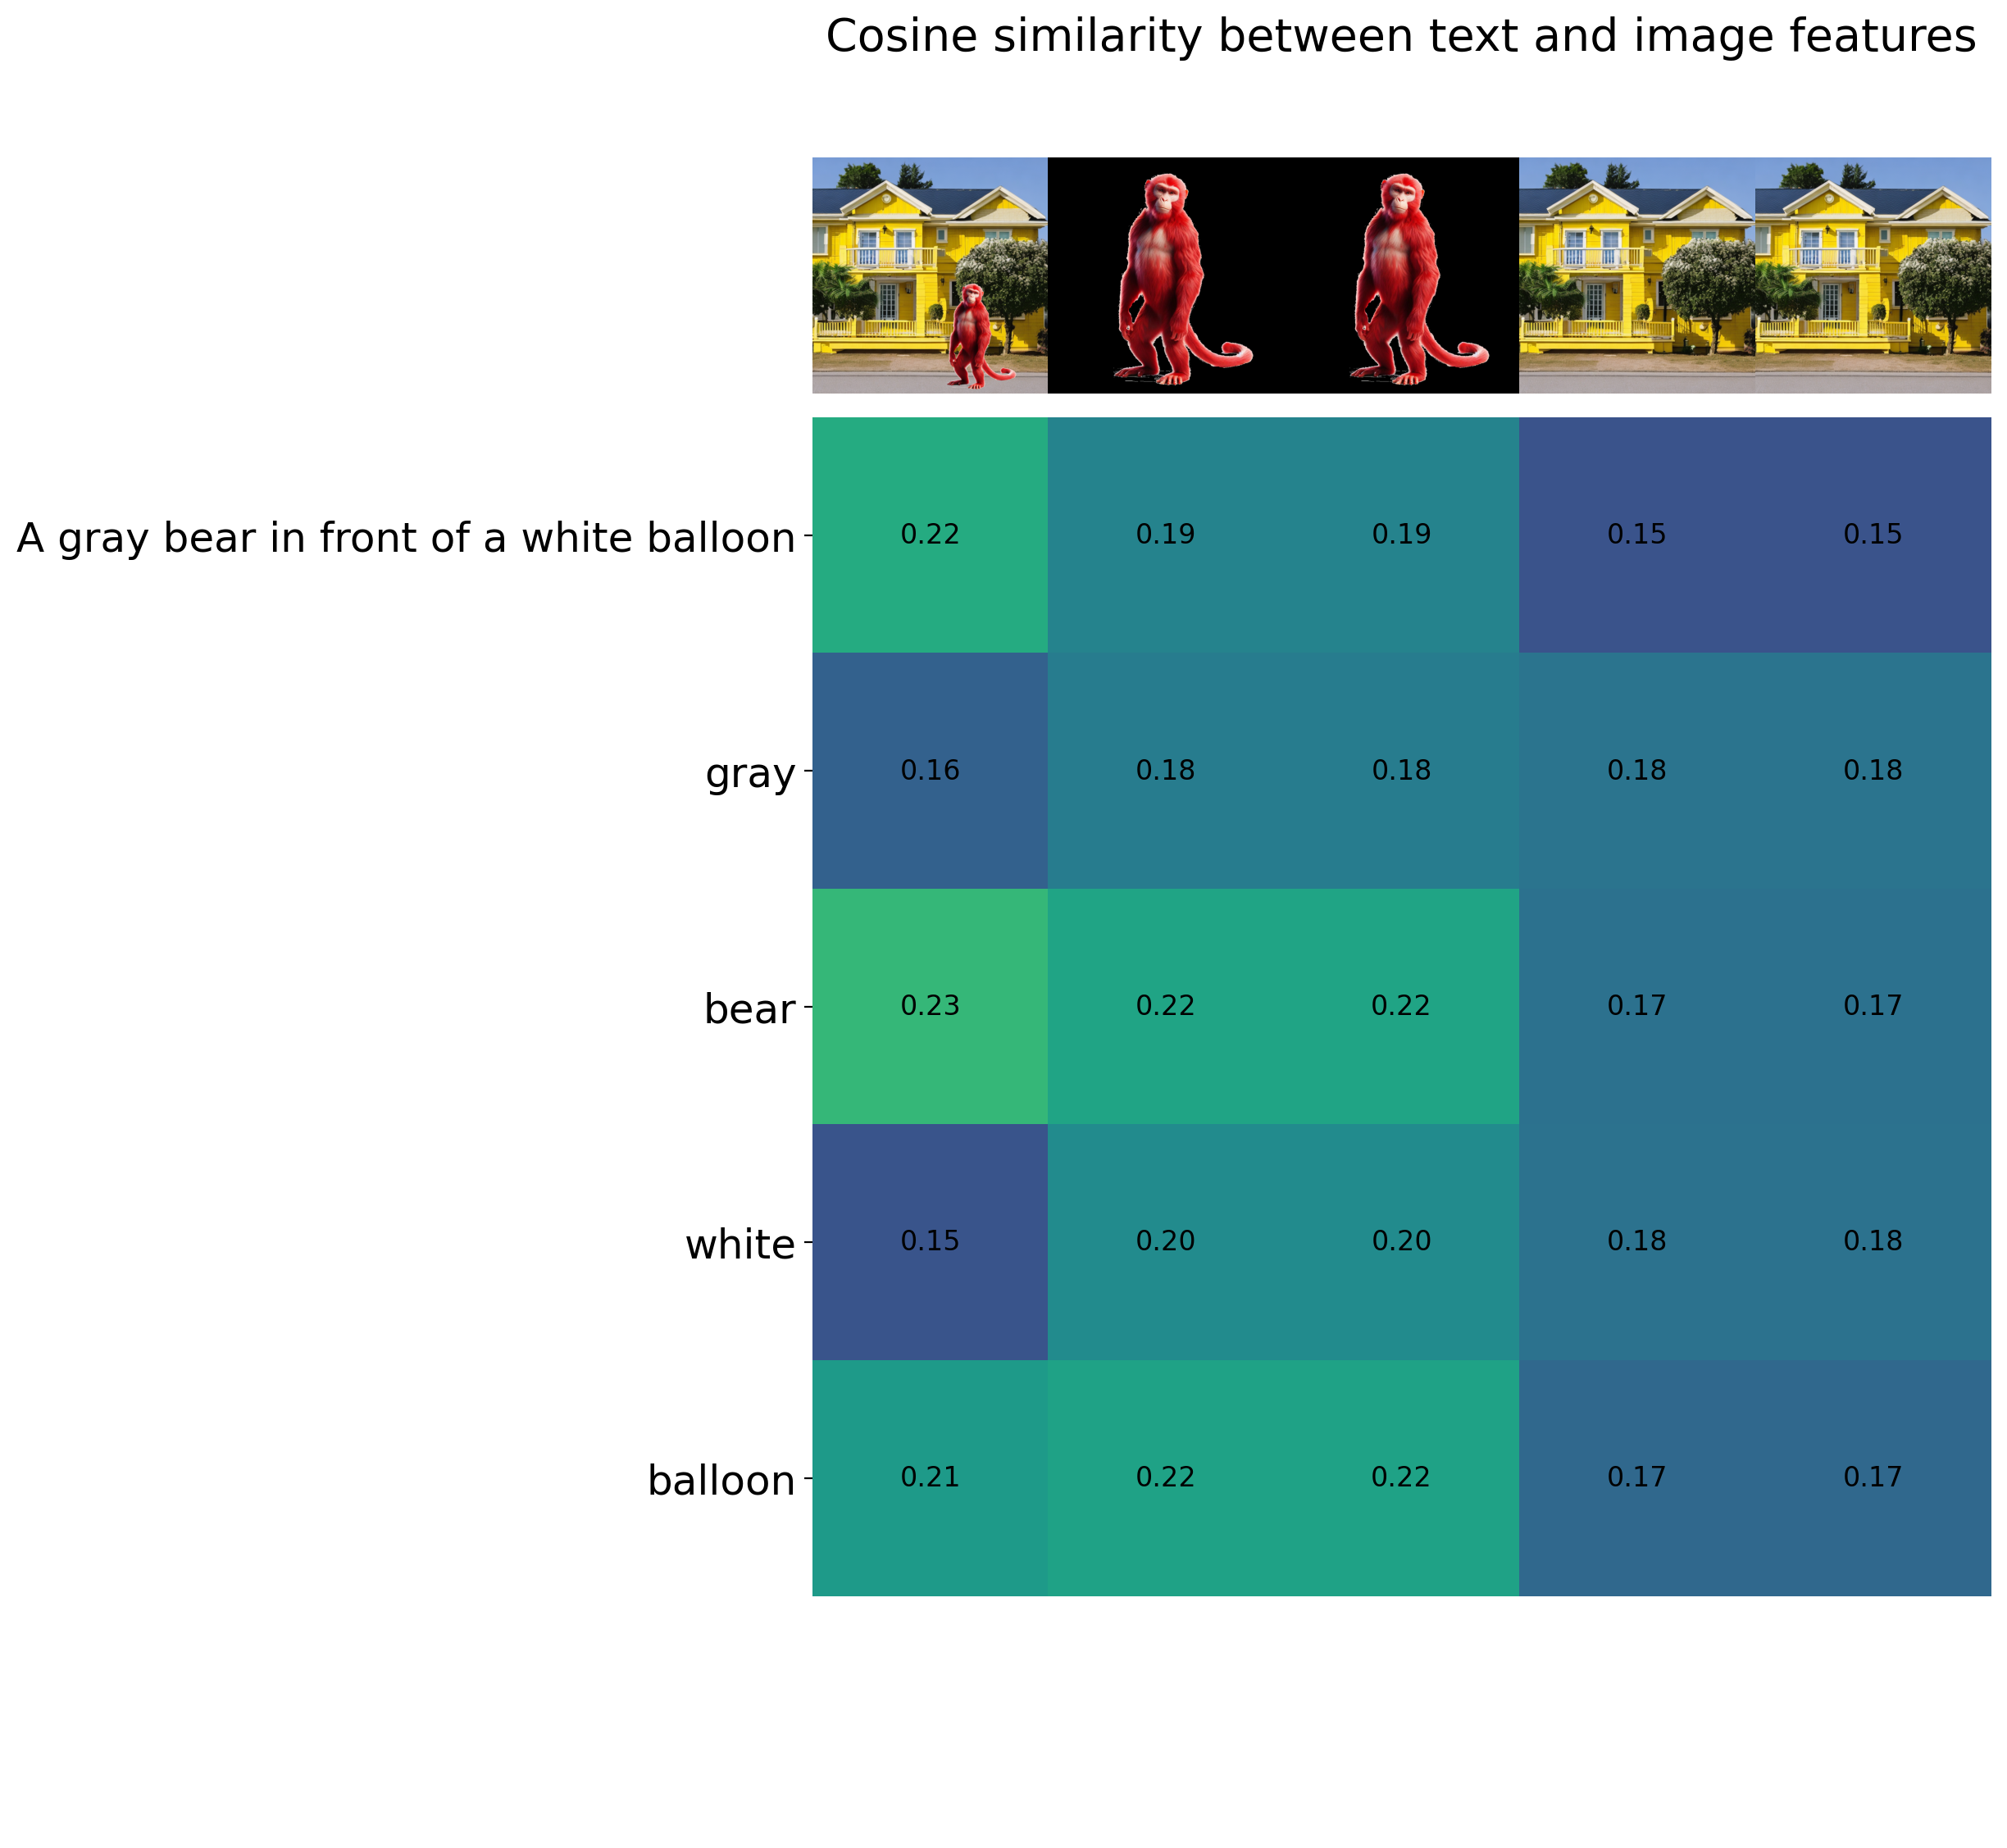 Cosine similarity between text and image features
A gray bear in front of a white balloon 0.22 0.19 0.19 0.15 0.15
gray 0.16 0.18 0.18 0.18 0.18
bear 0.23 0.22 0.22 0.17 0.17
white 0.15 0.20 0.20 0.18 0.18
balloon 0.21 0.22 0.22 0.17 0.17